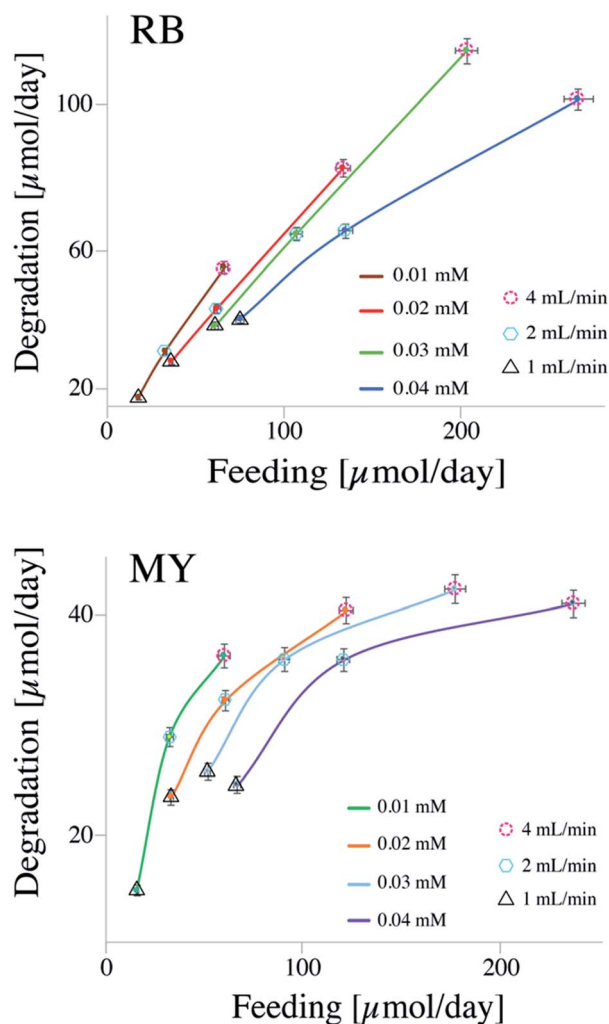 RB
Degradation [µmol/day]
100
60
20
0.01 mM
0.02 mM
0.03 mM
0.04 mM
4 mL/min
2 mL/min
1 mL/min
0
100
200
Feeding [µmol/day]
MY
Degradation [µmol/day]
40
20
0.01 mM
0.02 mM
0.03 mM
0.04 mM
4 mL/min
2 mL/min
1 mL/min
0
100
200
Feeding [µmol/day]